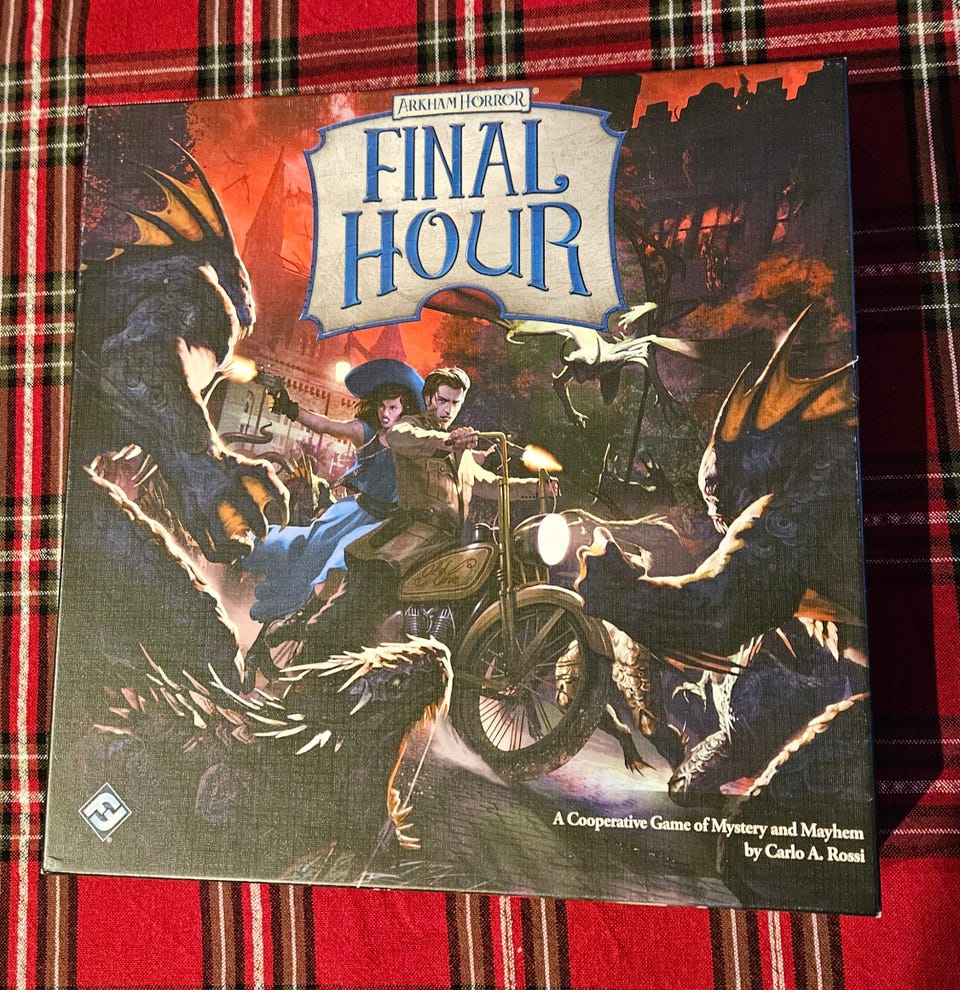 ARKHAM HORROR
FINAL
HOUR
A Cooperative Game of Mystery and Mayhem
by Carlo A. Rossi